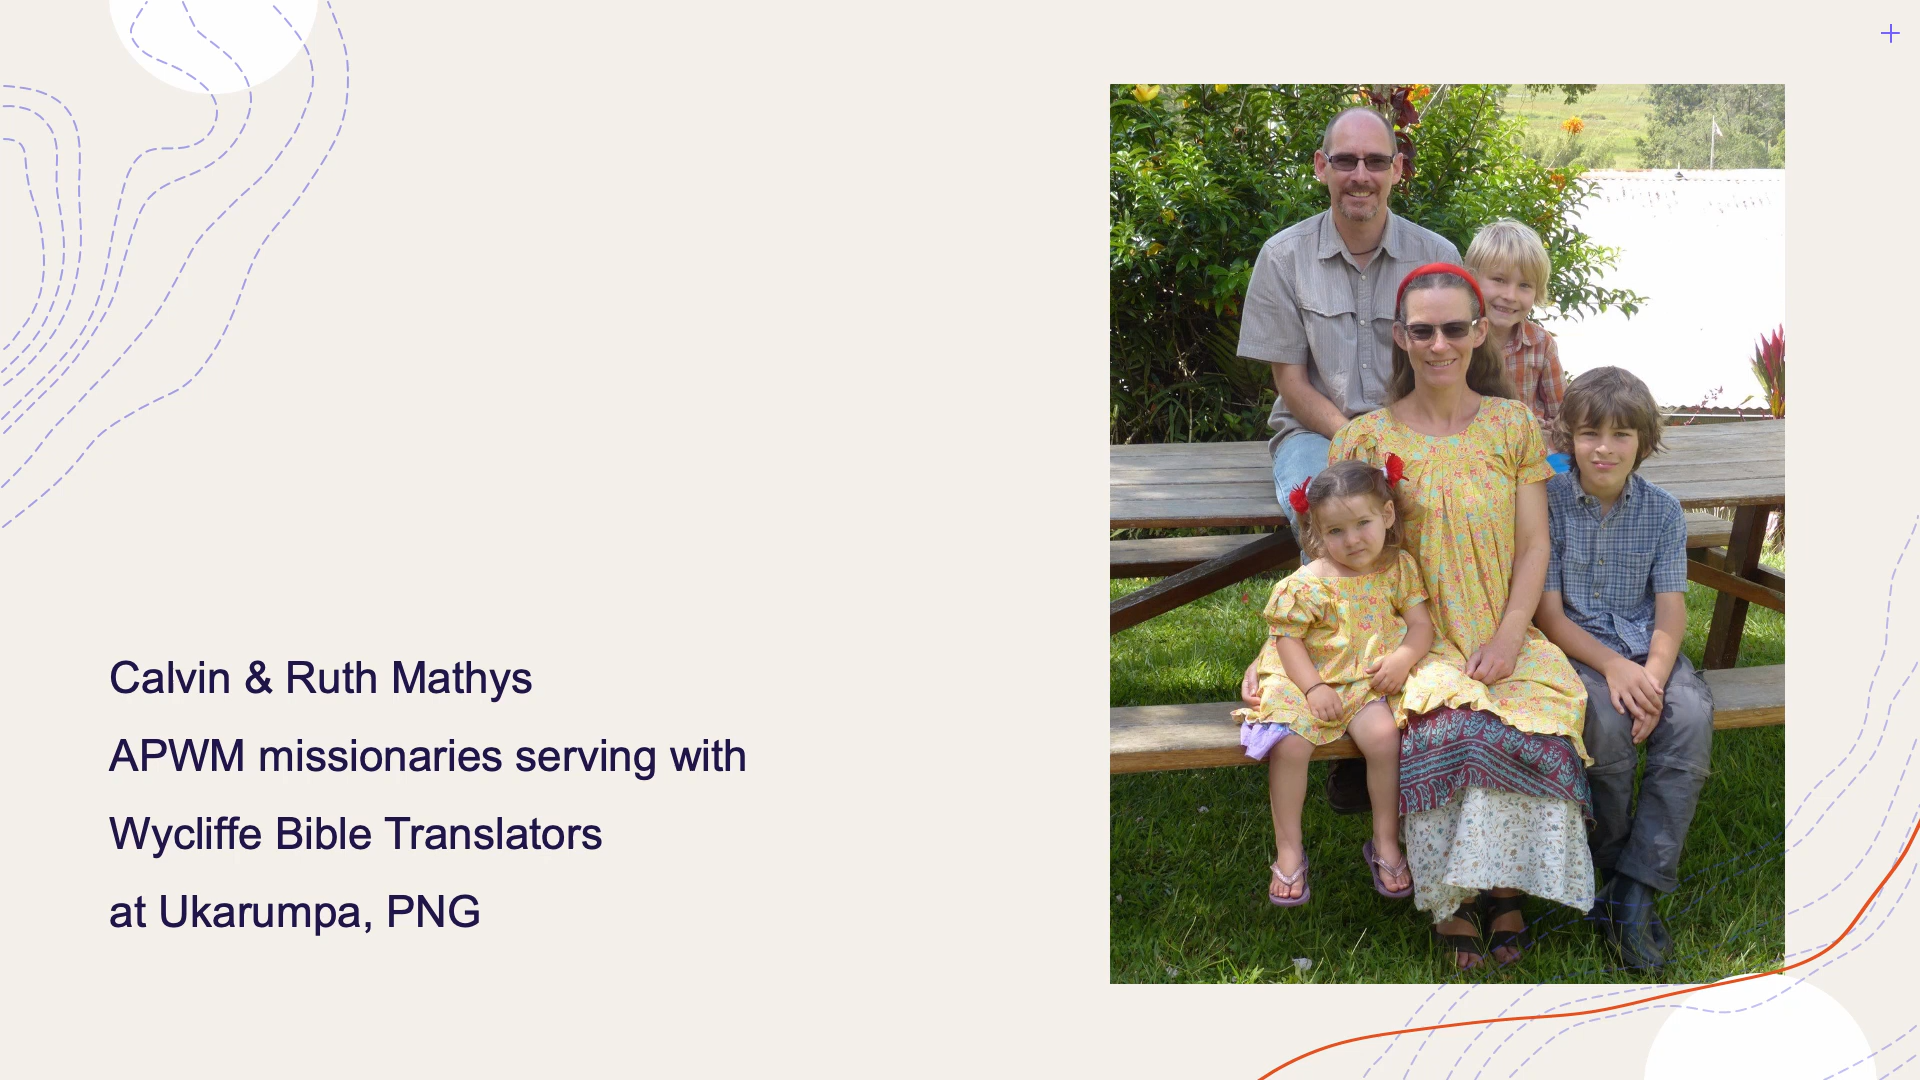 Calvin & Ruth Mathys
APWM missionaries serving with
Wycliffe Bible Translators
at Ukarumpa, PNG